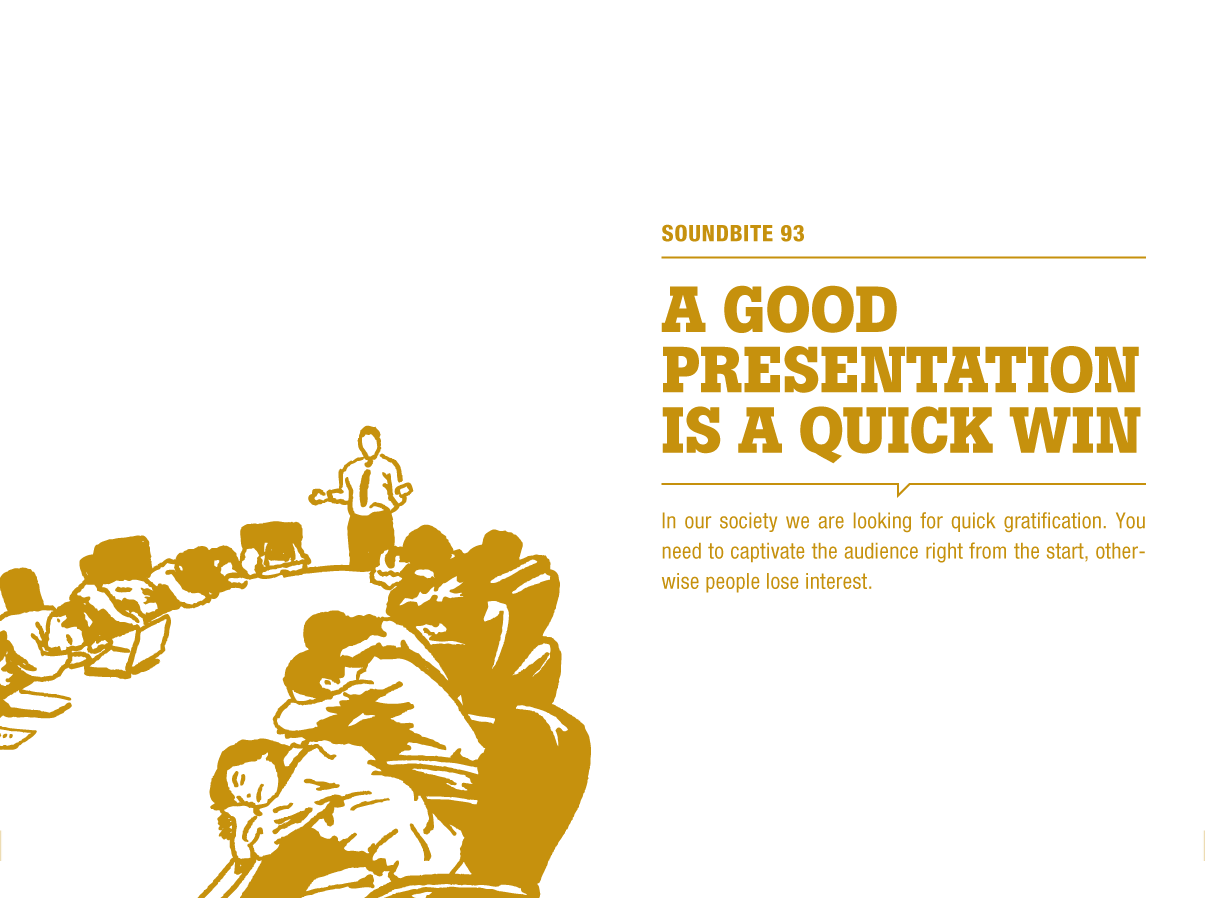 SOUNDBITE 93
A GOOD
PRESENTATION
IS A QUICK WIN
In our society we are looking for quick gratification. You
need to captivate the audience right from the start, other-
wise people lose interest.